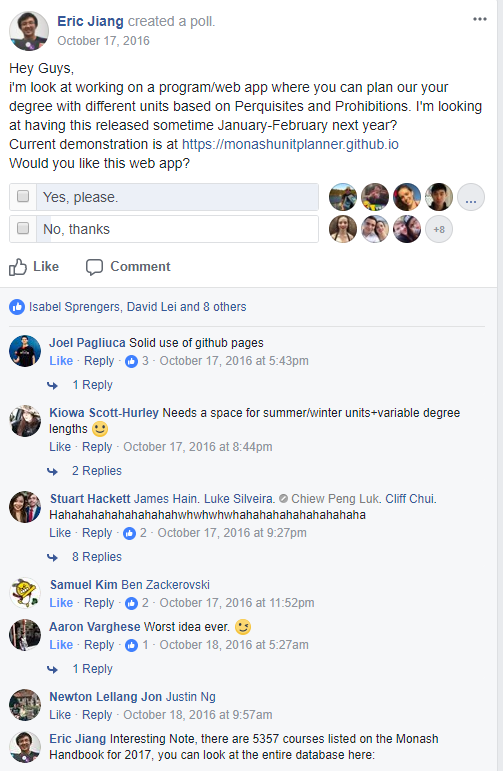 Eric Jiang created a poll.
October 17, 2016
Hey Guys,
i'm look at working on a program/web app where you can plan our your
degree with different units based on Perquisites and Prohibitions. I'm looking
at having this released sometime January-February next year?
Current demonstration is at https://monashunitplanner.github.io
Would you like this web app?
Yes, please.
...
No, thanks
+8
Like Comment
Isabel Sprengers, David Lei and 8 others
Joel Pagliuca Solid use of github pages
Like · Reply · 3 · October 17, 2016 at 5:43pm
1 Reply
Kiowa Scott-Hurley Needs a space for summer/winter units+variable degree
lengths
Like · Reply · October 17, 2016 at 8:44pm
2 Replies
Stuart Hackett James Hain. Luke Silveira. Chiew Peng Luk. Cliff Chui.
Hahahahahahahahahahwhwhwhwhahahahahahahahahaha
Like · Reply · 2 · October 17, 2016 at 9:27pm
8 Replies
Samuel Kim Ben Zackerovski
Like · Reply · 2 · October 17, 2016 at 11:52pm
Aaron Varghese Worst idea ever.
Like · Reply · 1 · October 18, 2016 at 5:27am
1 Reply
Newton Lellang Jon Justin Ng
Like · Reply · October 18, 2016 at 9:57am
Eric Jiang Interesting Note, there are 5357 courses listed on the Monash
Handbook for 2017, you can look at the entire database here: